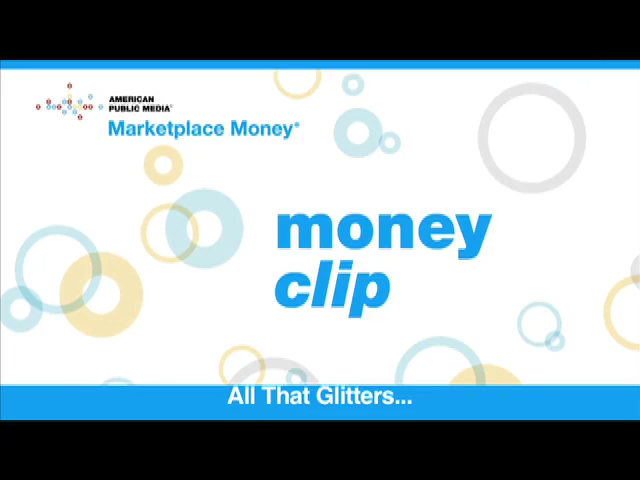 AMERICAN
PUBLIC MEDIA®
Marketplace Money®
money
clip
All That Glitters...